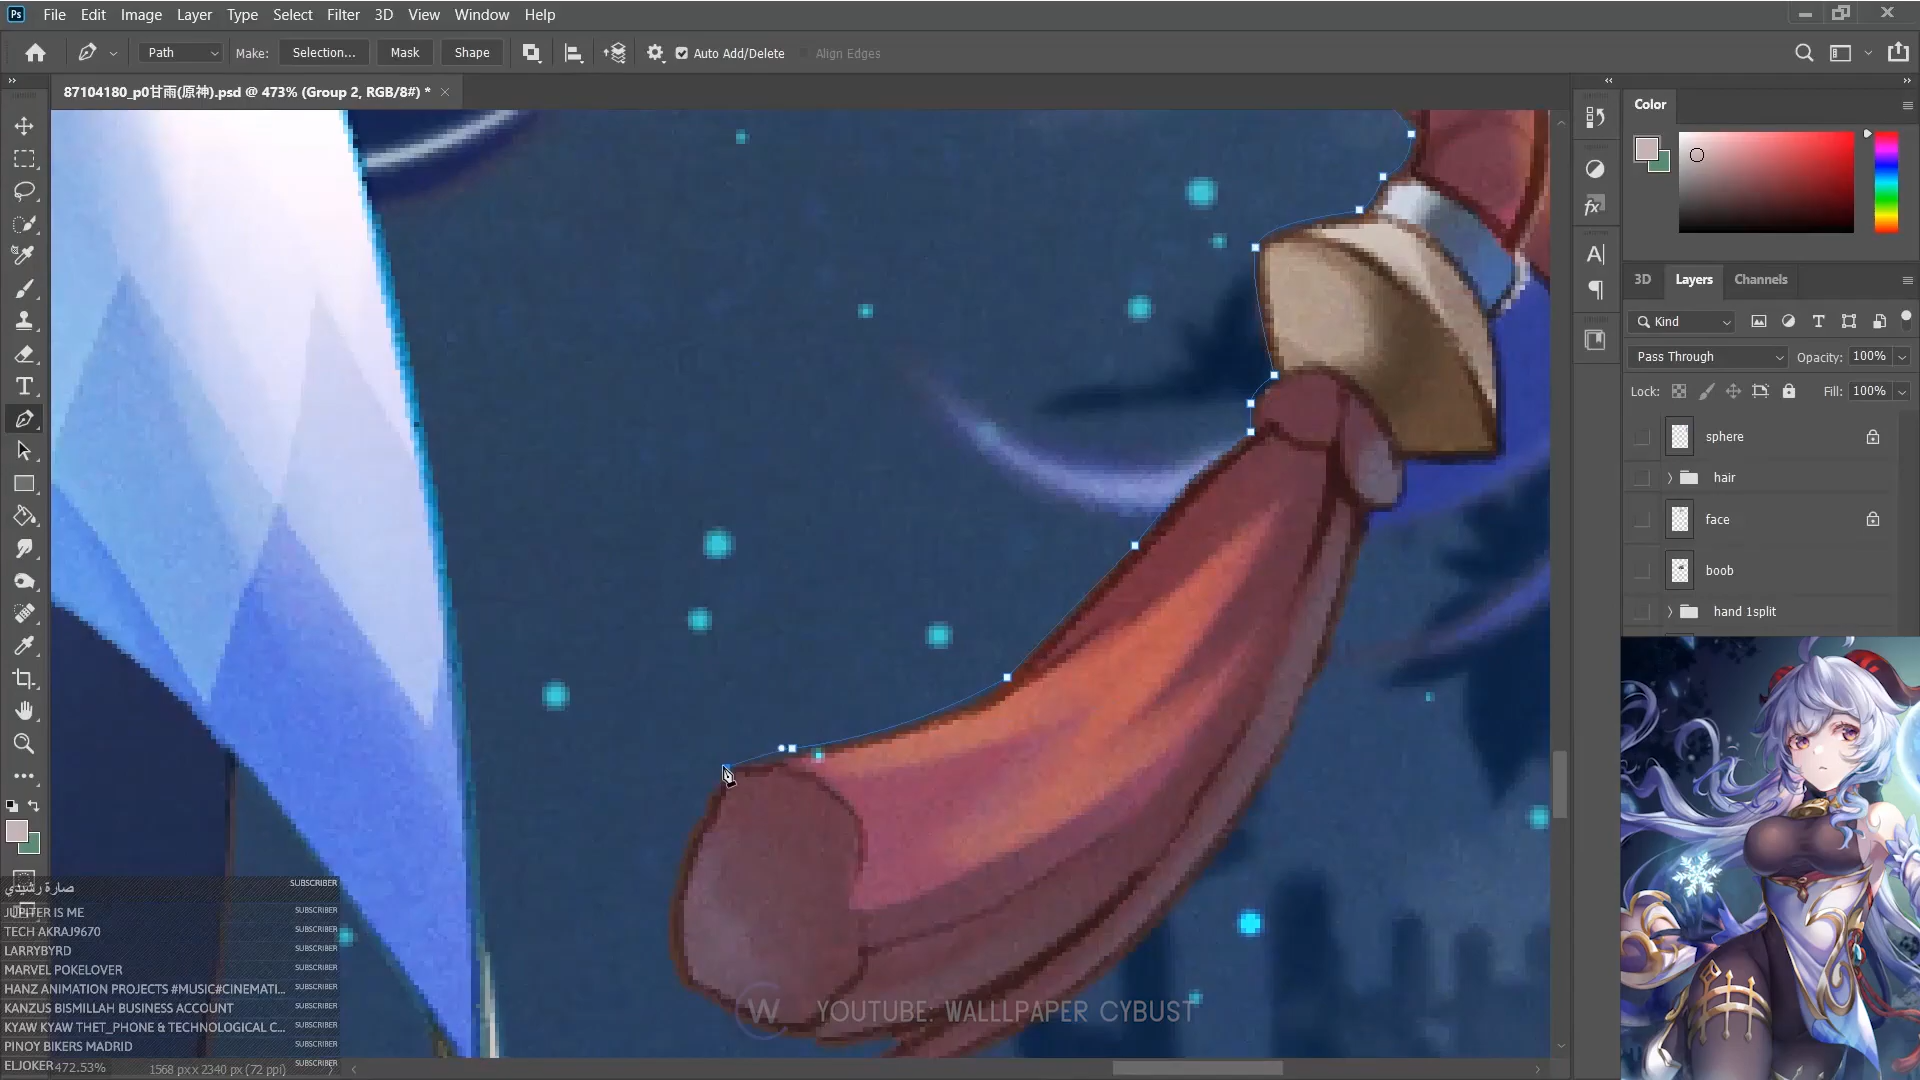 Ps File Edit Image Layer Type Select Filter 3D View Window Help
Path Make: Selection... Mask Shape Auto Add/Delete Align Edges
87104180_p0甘雨(原神).psd @ 473% (Group 2, RGB/8#) *
Color
3D Layers Channels
Kind
Pass Through Opacity: 100%
Lock: Fill: 100%
sphere
hair
face
boob
hand 1split
صارة رشيدي SUBSCRIBER
JUPITER IS ME SUBSCRIBER
TECH AKRAJ9670 SUBSCRIBER
LARRYBYRD SUBSCRIBER
MARVEL POKELOVER SUBSCRIBER
HANZ ANIMATION PROJECTS #MUSIC#CINEMATI... SUBSCRIBER
KANZUS BISMILLAH BUSINESS ACCOUNT SUBSCRIBER
KYAW KYAW THET_PHONE & TECHNOLOGICAL C... SUBSCRIBER
PINOY BIKERS MADRID SUBSCRIBER
ELJOKER SUBSCRIBER
472.53% 1568 px x 2340 px (72 ppi)
W YOUTUBE: WALLLPAPER CYBUST